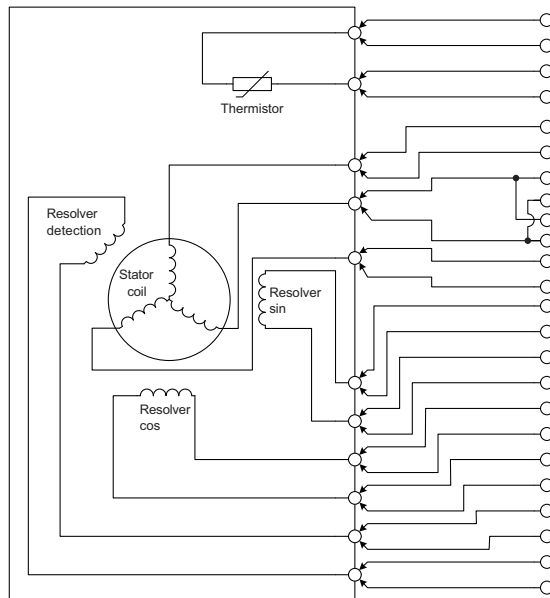 Thermistor
Resolver
detection
Stator
coil
Resolver
sin
Resolver
cos